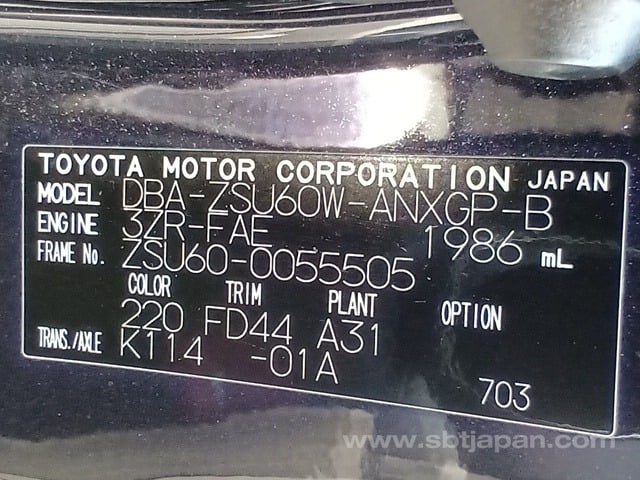 TOYOTA MOTOR CORPORATION JAPAN
MODEL DBA-ZSU60W-ANXGP-B
ENGINE 3ZR-FAE 1986 mL
FRAME No. ZSU60-0055505
COLOR TRIM PLANT OPTION
220 FD44 A31
TRANS./AXLE K114 -01A
703
www.sbtjapan.com